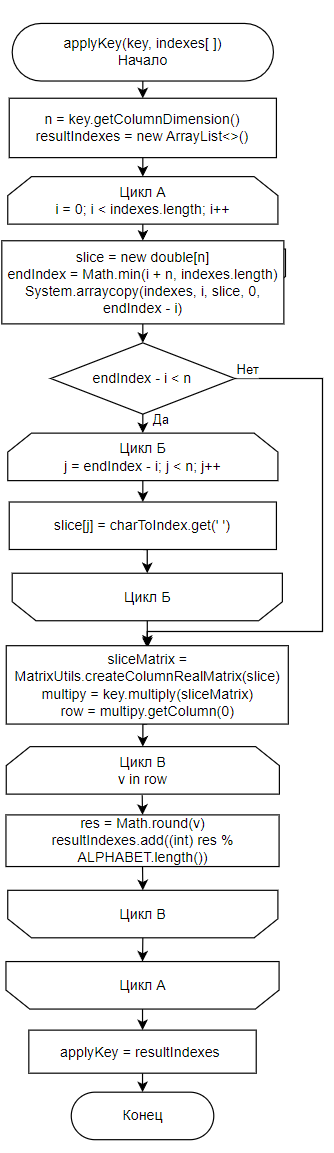 applyKey(key, indexes[ ])
Начало
n = key.getColumnDimension()
resultIndexes = new ArrayList<>()
Цикл А
i = 0; i < indexes.length; i++
slice = new double[n]
endIndex = Math.min(i + n, indexes.length)
System.arraycopy(indexes, i, slice, 0,
endIndex - i)
endIndex - i < n
Нет
Да
Цикл Б
j = endIndex - i; j < n; j++
slice[j] = charToIndex.get(' ')
Цикл Б
sliceMatrix =
MatrixUtils.createColumnRealMatrix(slice)
multipy = key.multiply(sliceMatrix)
row = multipy.getColumn(0)
Цикл В
v in row
res = Math.round(v)
resultIndexes.add((int) res %
ALPHABET.length())
Цикл В
Цикл А
applyKey = resultIndexes
Конец